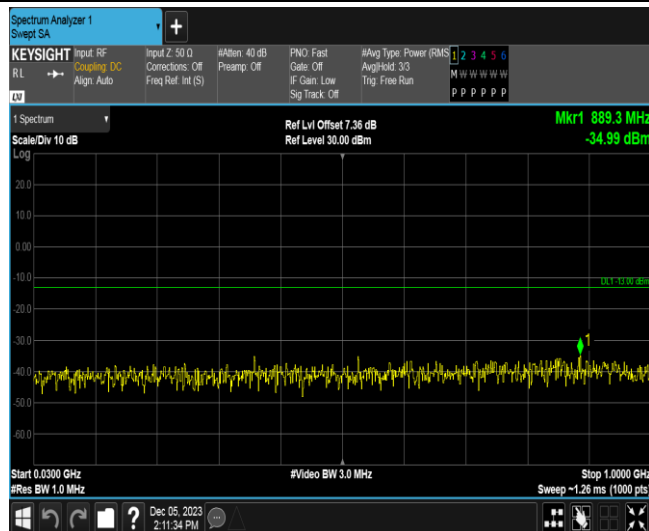 Spectrum Analyzer 1
Swept SA
+
KEYSIGHT
RL
LXI
Input: RF
Coupling: DC
Align: Auto
Input Z: 50 Ω
Corrections: Off
Freq Ref: Int (S)
#Atten: 40 dB
Preamp: Off
PNO: Fast
Gate: Off
IF Gain: Low
Sig Track: Off
#Avg Type: Power (RMS
Avg|Hold: 3/3
Trig: Free Run
1 2 3 4 5 6
M W W W W W
P P P P P P
1 Spectrum
Scale/Div 10 dB
Log
Ref Lvl Offset 7.36 dB
Ref Level 30.00 dBm
Mkr1 889.3 MHz
-34.99 dBm
20.0
10.0
0.00
-10.0
DL1 -13.00 dBm
-20.0
-30.0
1
-40.0
-50.0
-60.0
Start 0.0300 GHz
#Res BW 1.0 MHz
#Video BW 3.0 MHz
Stop 1.0000 GHz
Sweep ~1.26 ms (1000 pts)
?
Dec 05, 2023
2:11:34 PM